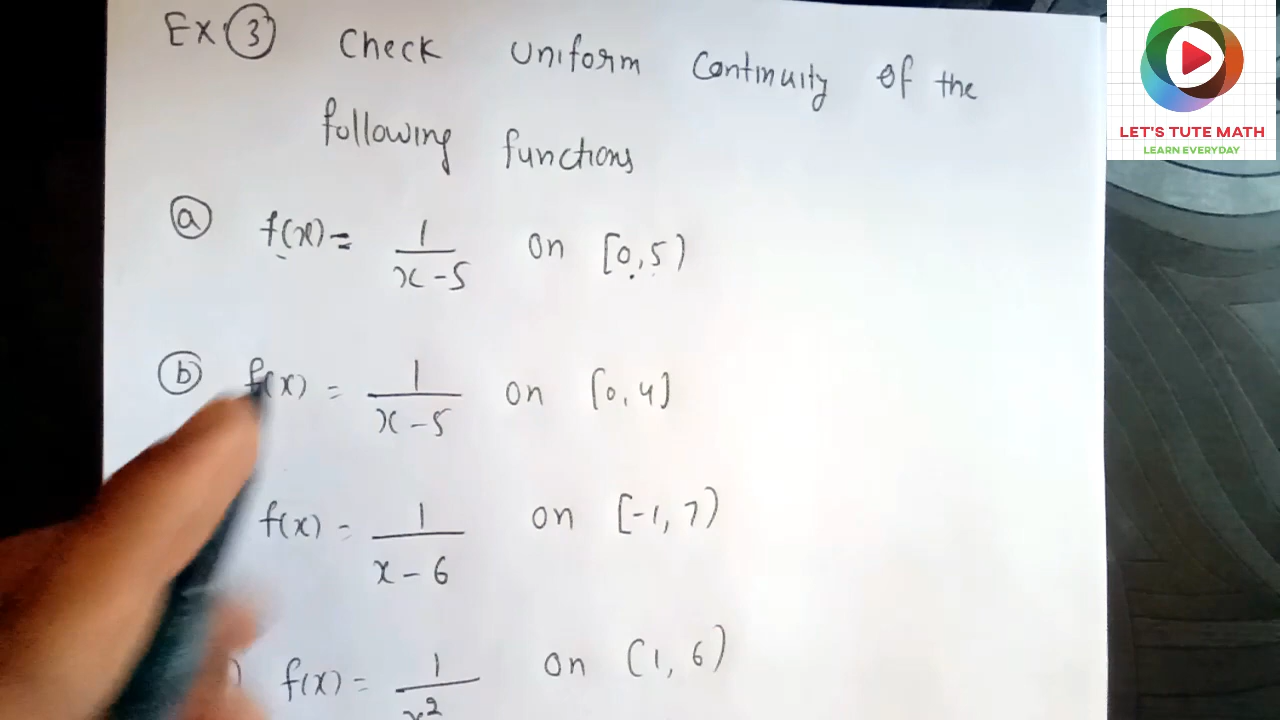 Ex. ③ Check uniform Continuity of the
following functions
ⓐ f(x) = 1/(x-5) on [0, 5)
ⓑ f(x) = 1/(x-5) on [0, 4]
f(x) = 1/(x-6) on [-1, 7)
) f(x) = 1/x² on (1, 6)
LET'S TUTE MATH
LEARN EVERYDAY